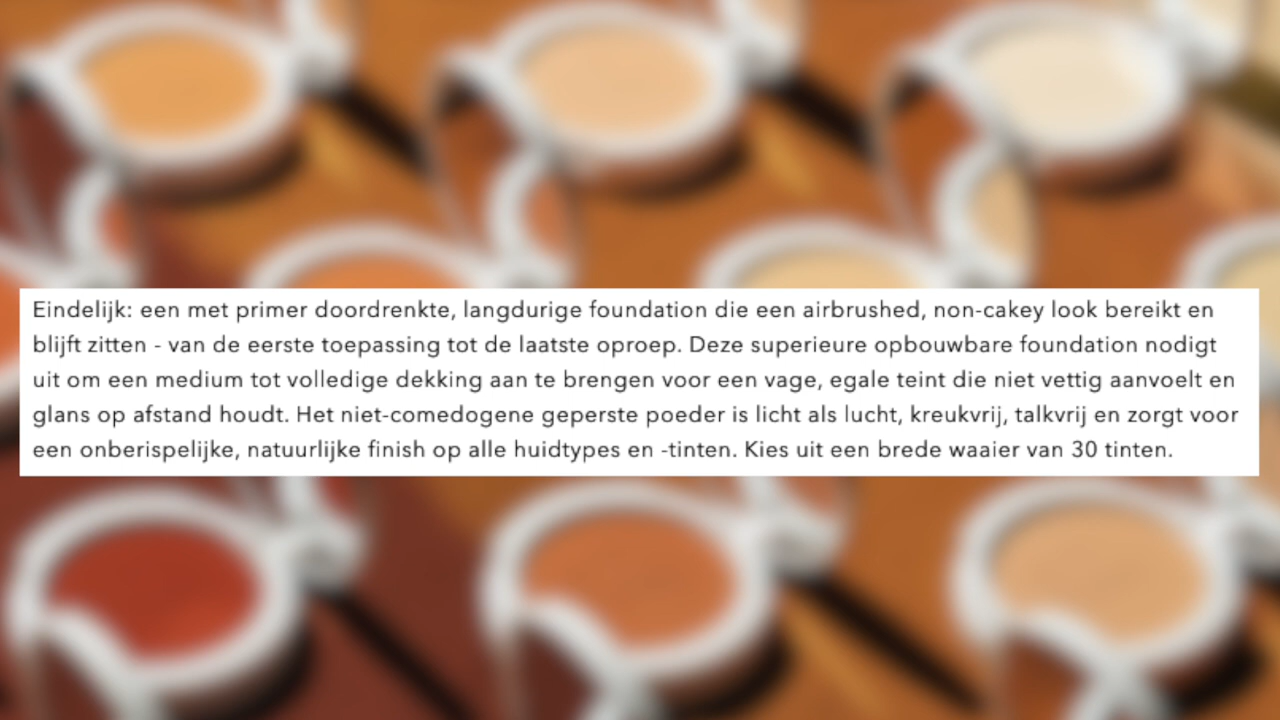 Eindelijk: een met primer doordrenkte, langdurige foundation die een airbrushed, non-cakey look bereikt en
blijft zitten - van de eerste toepassing tot de laatste oproep. Deze superieure opbouwbare foundation nodigt
uit om een medium tot volledige dekking aan te brengen voor een vage, egale teint die niet vettig aanvoelt en
glans op afstand houdt. Het niet-comedogene geperste poeder is licht als lucht, kreukvrij, talkvrij en zorgt voor
een onberispelijke, natuurlijke finish op alle huidtypes en -tinten. Kies uit een brede waaier van 30 tinten.